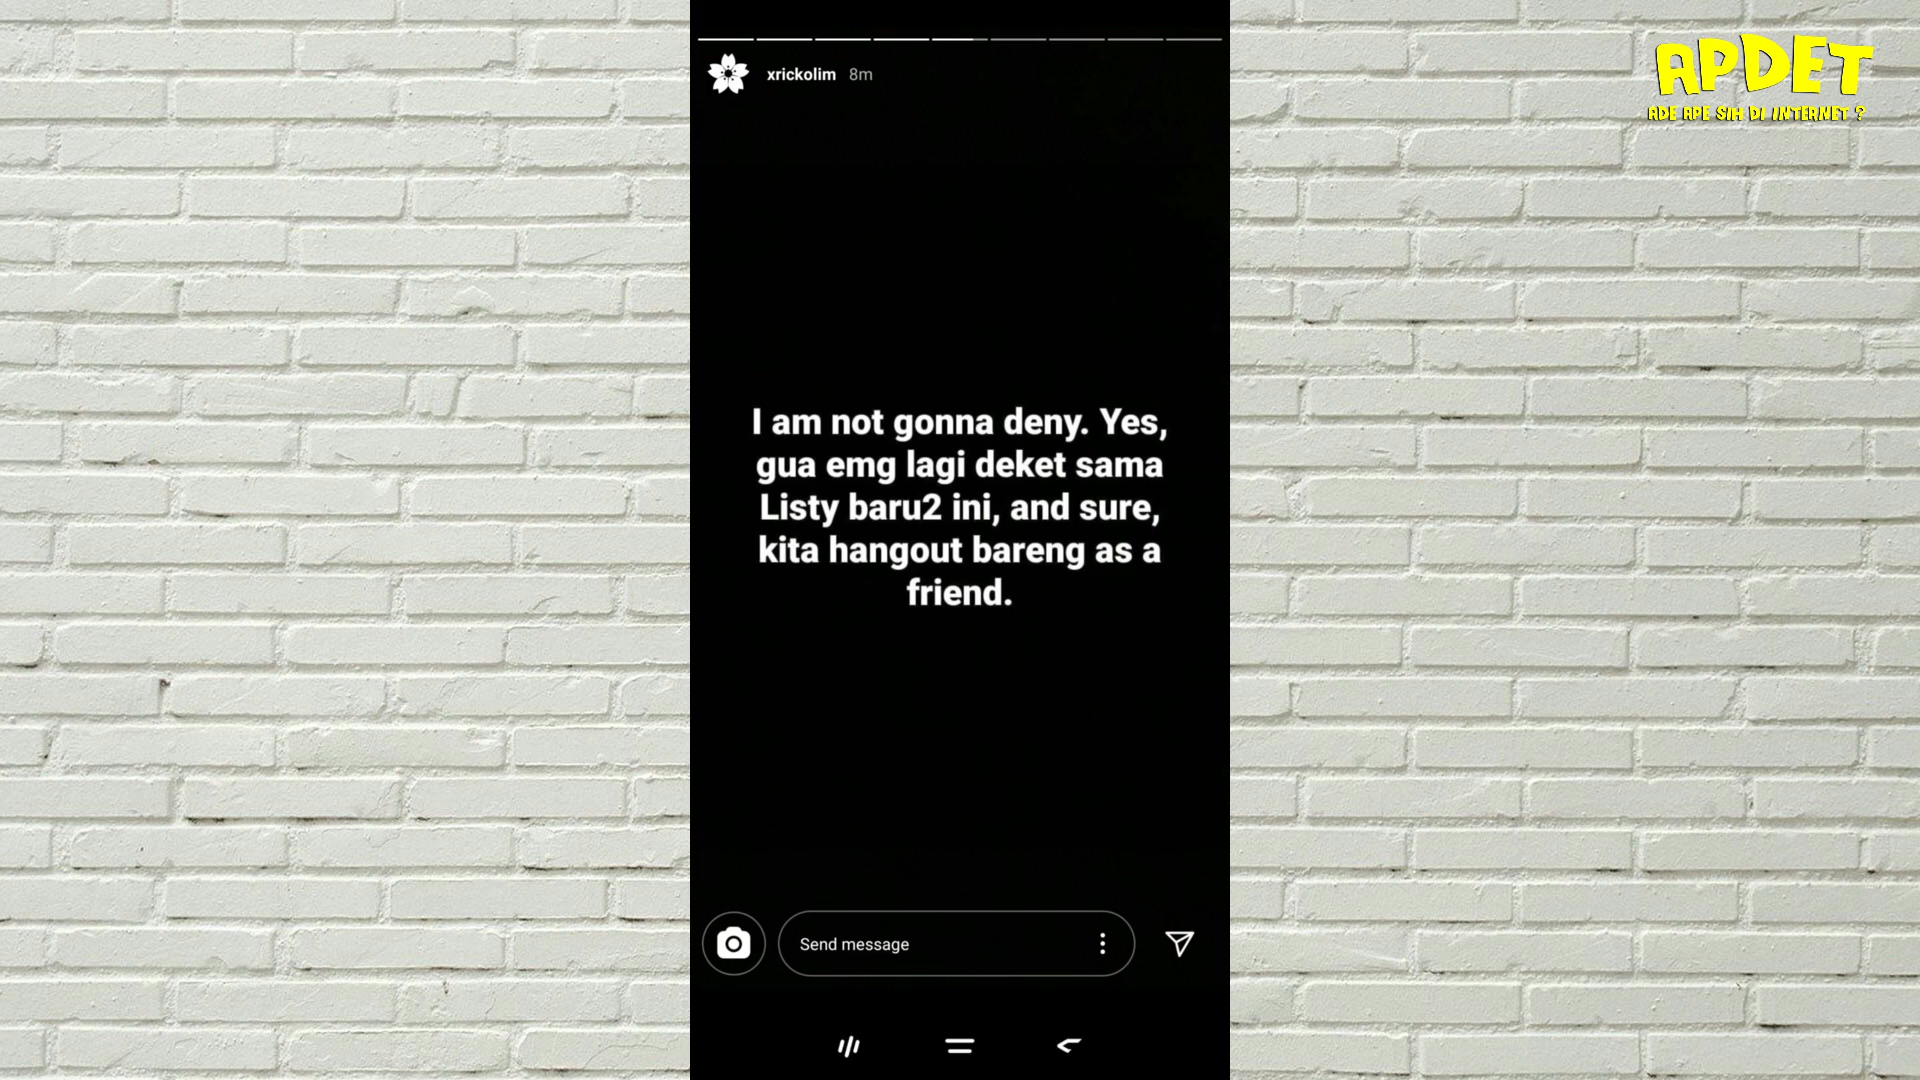 APDET
ADE APE SIH DI INTERNET ?
xrickolim 8m
I am not gonna deny. Yes,
gua emg lagi deket sama
Listy baru2 ini, and sure,
kita hangout bareng as a
friend.
Send message